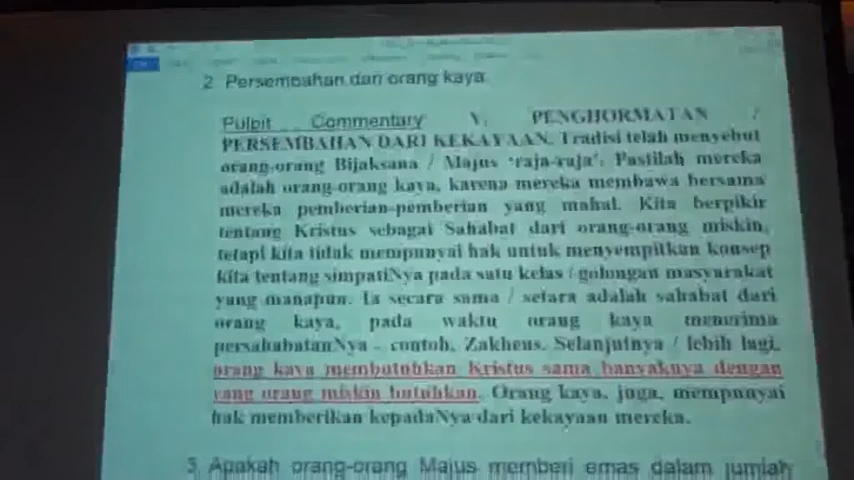 2 Persembahan dari orang kaya.
Pulpit Commentary V. PENGHORMATAN /
PERSEMBAHAN DARI KEKAYAAN. Tradisi telah menyebut
orang-orang Bijaksana / Majus 'raja-raja'. Pastilah mereka
adalah orang-orang kaya, karena mereka membawa bersama
mereka pemberian-pemberian yang mahal. Kita berpikir
tentang Kristus sebagai Sahabat dari orang-orang miskin,
tetapi kita tidak mempunyai hak untuk menyempitkan konsep
kita tentang simpatiNya pada satu kelas / golongan masyarakat
yang manapun. Ia secara sama / setara adalah sahabat dari
orang kaya, pada waktu orang kaya menerima
persahabatanNya - contoh, Zakheus. Selanjutnya / lebih lagi,
orang kaya membutuhkan Kristus sama banyaknya dengan
yang orang miskin butuhkan. Orang kaya, juga, mempunyai
hak memberikan kepadaNya dari kekayaan mereka.
3. Apakah orang-orang Majus memberi emas dalam jumlah